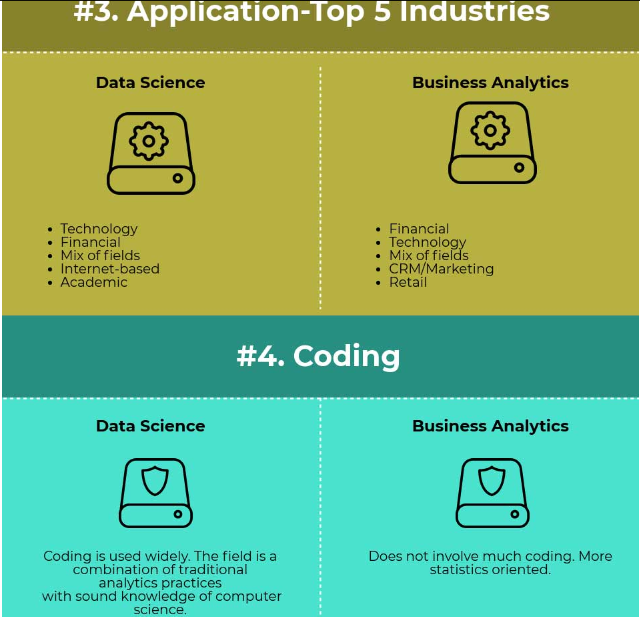 #3. Application-Top 5 Industries
Data Science
Technology
Financial
Mix of fields
Internet-based
Academic
Business Analytics
Financial
Technology
Mix of fields
CRM/Marketing
Retail
#4. Coding
Data Science
Coding is used widely. The field is a
combination of traditional
analytics practices
with sound knowledge of computer
science.
Business Analytics
Does not involve much coding. More
statistics oriented.